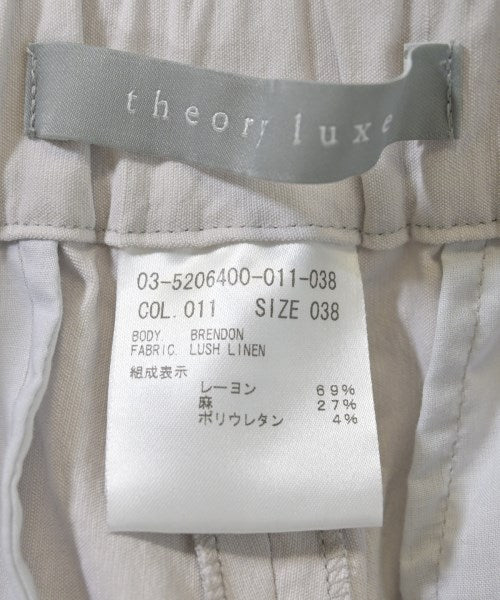 theory luxe
03-5206400-011-038
COL. 011 SIZE 038
BODY. BRENDON
FABRIC. LUSH LINEN
組成表示
レーヨン 69%
麻 27%
ポリウレタン 4%